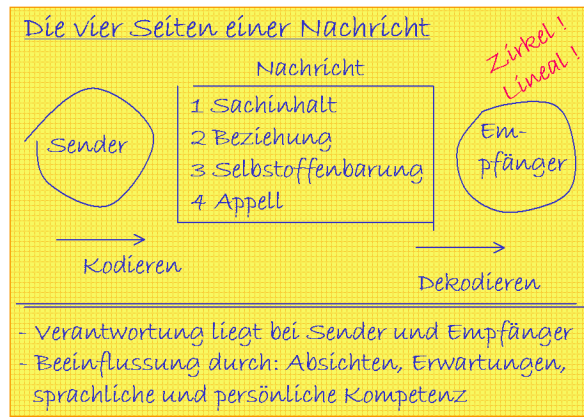 Die vier Seiten einer Nachricht
Zirkel!
Lineal!
Nachricht
1 Sachinhalt
2 Beziehung
3 Selbstoffenbarung
4 Appell
Sender
Em-
pfänger
Kodieren
Dekodieren
- Verantwortung liegt bei Sender und Empfänger
- Beeinflussung durch: Absichten, Erwartungen,
sprachliche und persönliche Kompetenz